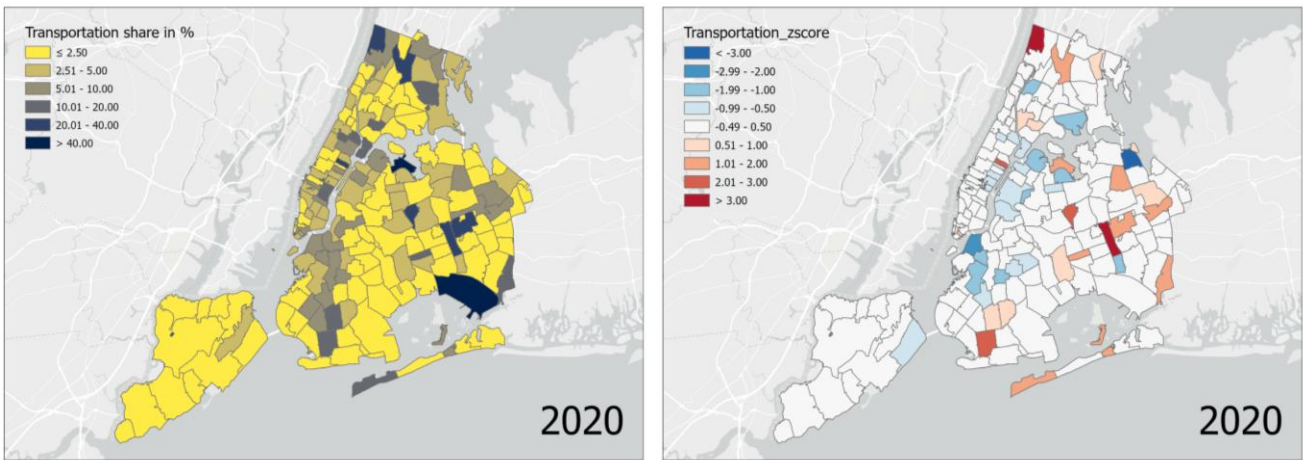 Transportation share in %
≤ 2.50
2.51 - 5.00
5.01 - 10.00
10.01 - 20.00
20.01 - 40.00
> 40.00
2020
Transportation_zscore
< -3.00
-2.99 - -2.00
-1.99 - -1.00
-0.99 - -0.50
-0.49 - 0.50
0.51 - 1.00
1.01 - 2.00
2.01 - 3.00
> 3.00
2020